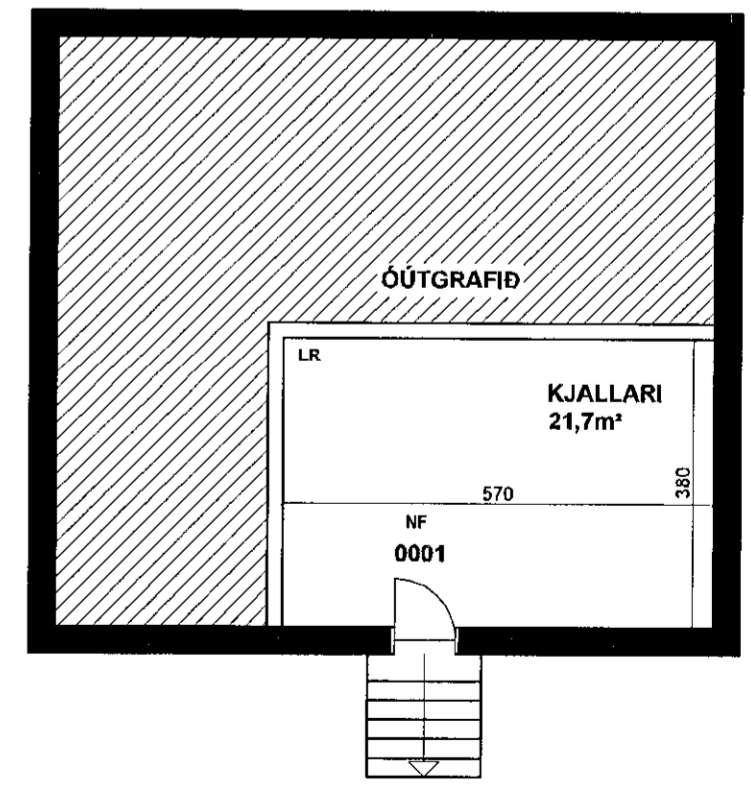 ÓÚTGRAFIÐ
LR
KJALLARI
21,7m²
570
380
NF
0001